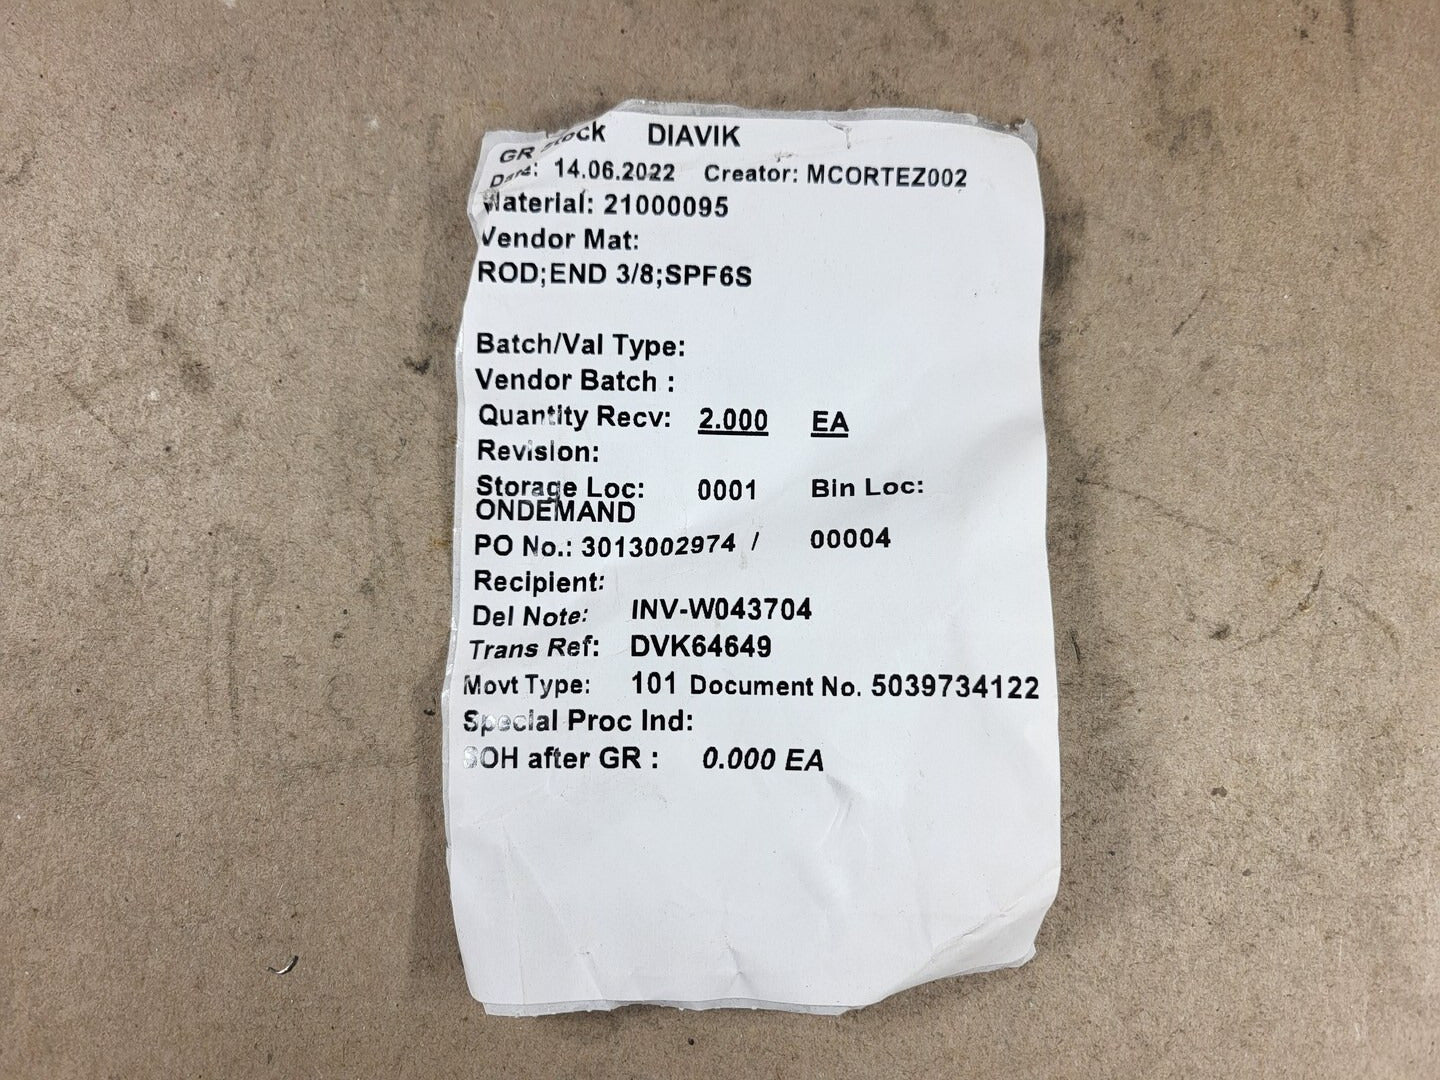 GR Stock DIAVIK
Date: 14.06.2022 Creator: MCORTEZ002
Material: 21000095
Vendor Mat:
ROD;END 3/8;SPF6S
Batch/Val Type:
Vendor Batch :
Quantity Recv: 2.000 EA
Revision:
Storage Loc: 0001 Bin Loc:
ONDEMAND
PO No.: 3013002974 / 00004
Recipient:
Del Note: INV-W043704
Trans Ref: DVK64649
Movt Type: 101 Document No. 5039734122
Special Proc Ind:
SOH after GR : 0.000 EA